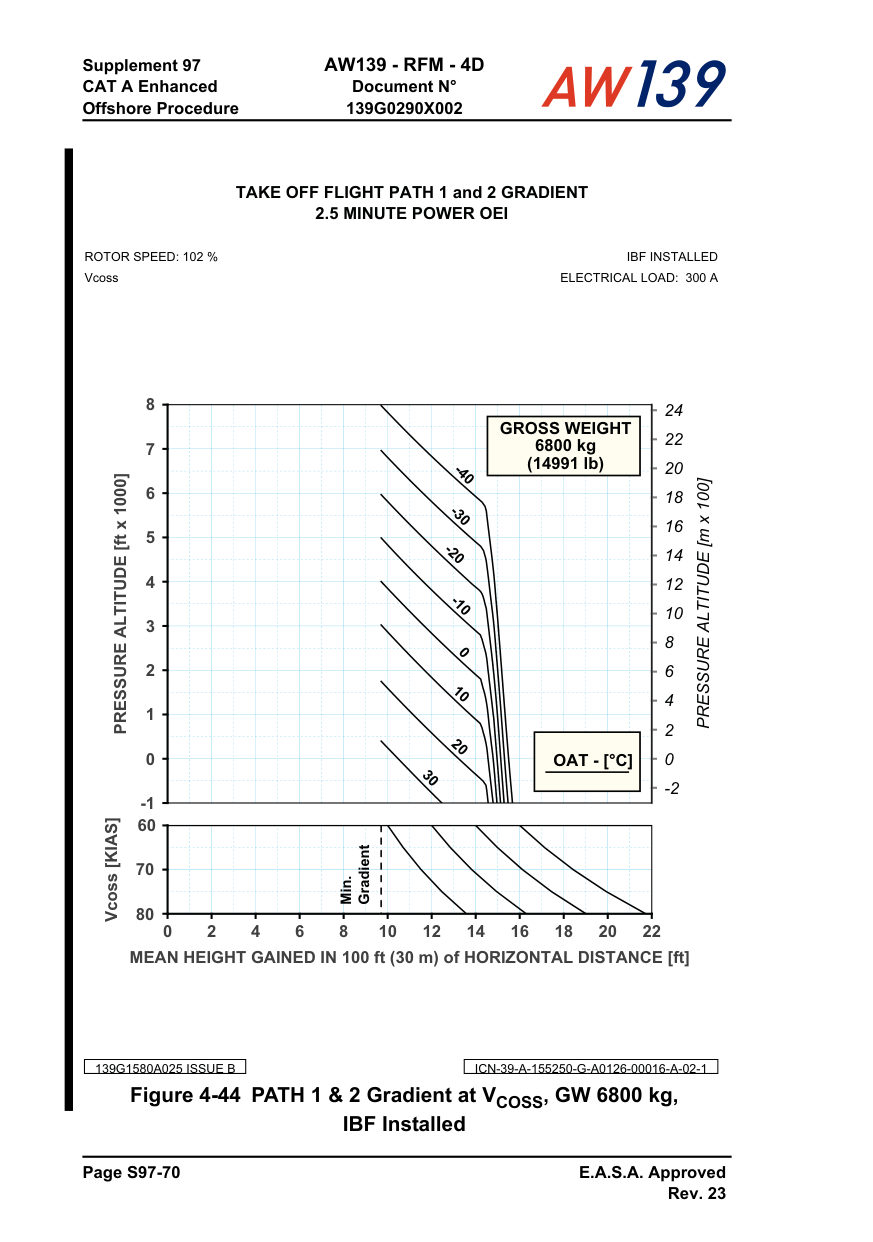 Supplement 97
CAT A Enhanced
Offshore Procedure
AW139 - RFM - 4D
Document N°
139G0290X002
AW139
TAKE OFF FLIGHT PATH 1 and 2 GRADIENT
2.5 MINUTE POWER OEI
ROTOR SPEED: 102 %
IBF INSTALLED
Vcoss
ELECTRICAL LOAD: 300 A
PRESSURE ALTITUDE [ft x 1000]
8
7
6
5
4
3
2
1
0
-1
GROSS WEIGHT
6800 kg
(14991 lb)
-40
-30
-20
-10
0
10
20
30
OAT - [°C]
24
22
20
18
16
14
12
10
8
6
4
2
0
-2
PRESSURE ALTITUDE [m x 100]
Vcoss [KIAS]
60
70
80
Min.
Gradient
0 2 4 6 8 10 12 14 16 18 20 22
MEAN HEIGHT GAINED IN 100 ft (30 m) of HORIZONTAL DISTANCE [ft]
139G1580A025 ISSUE B
ICN-39-A-155250-G-A0126-00016-A-02-1
Figure 4-44 PATH 1 & 2 Gradient at VCOSS, GW 6800 kg,
IBF Installed
Page S97-70
E.A.S.A. Approved
Rev. 23